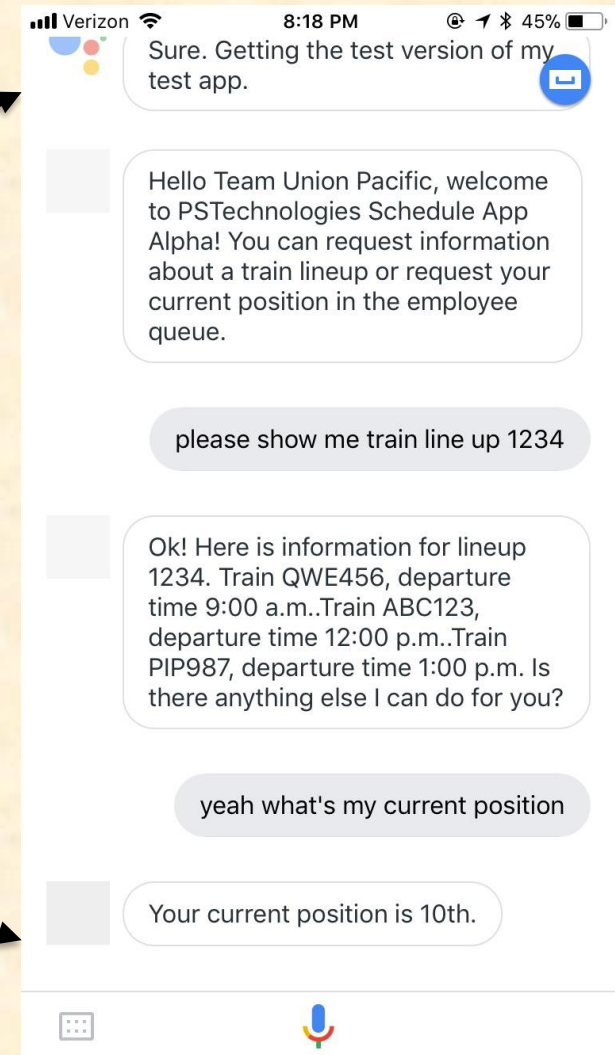 Verizon 8:18 PM 45%
Sure. Getting the test version of my
test app.
Hello Team Union Pacific, welcome
to PSTechnologies Schedule App
Alpha! You can request information
about a train lineup or request your
current position in the employee
queue.
please show me train line up 1234
Ok! Here is information for lineup
1234. Train QWE456, departure
time 9:00 a.m..Train ABC123,
departure time 12:00 p.m..Train
PIP987, departure time 1:00 p.m. Is
there anything else I can do for you?
yeah what's my current position
Your current position is 10th.